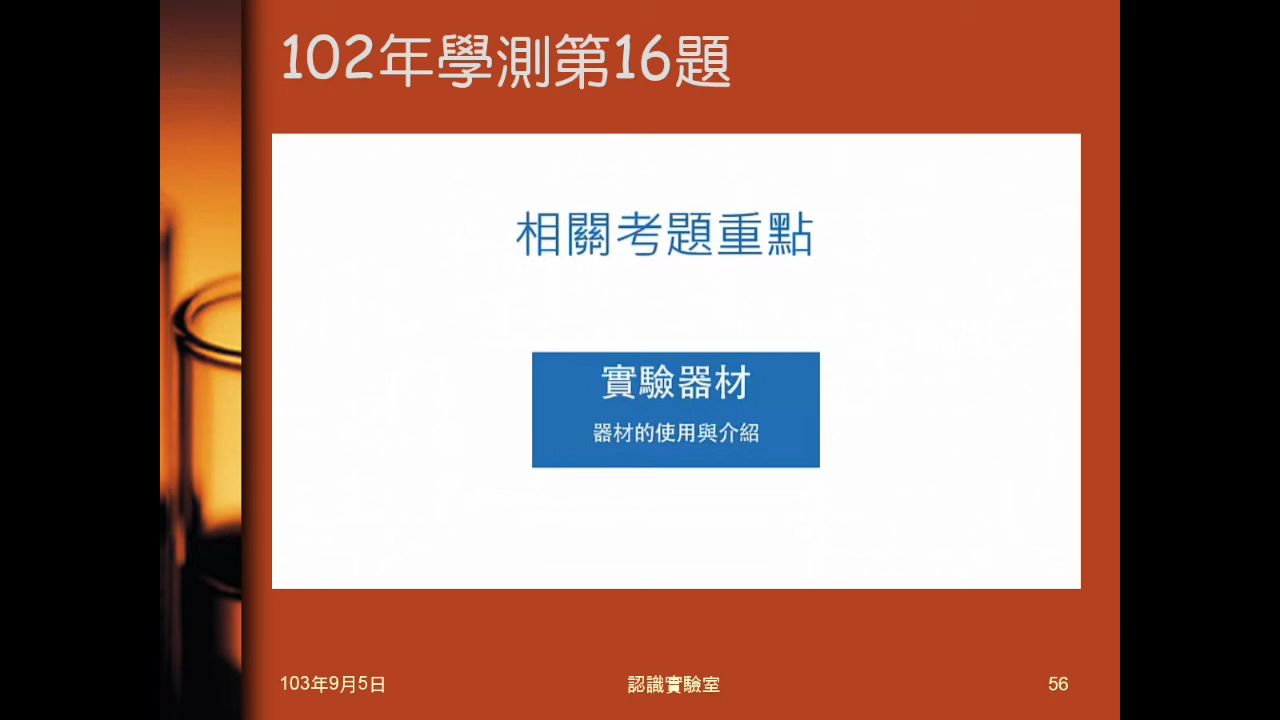 102年學測第16題
相關考題重點
實驗器材
器材的使用與介紹
103年9月5日
認識實驗室
56